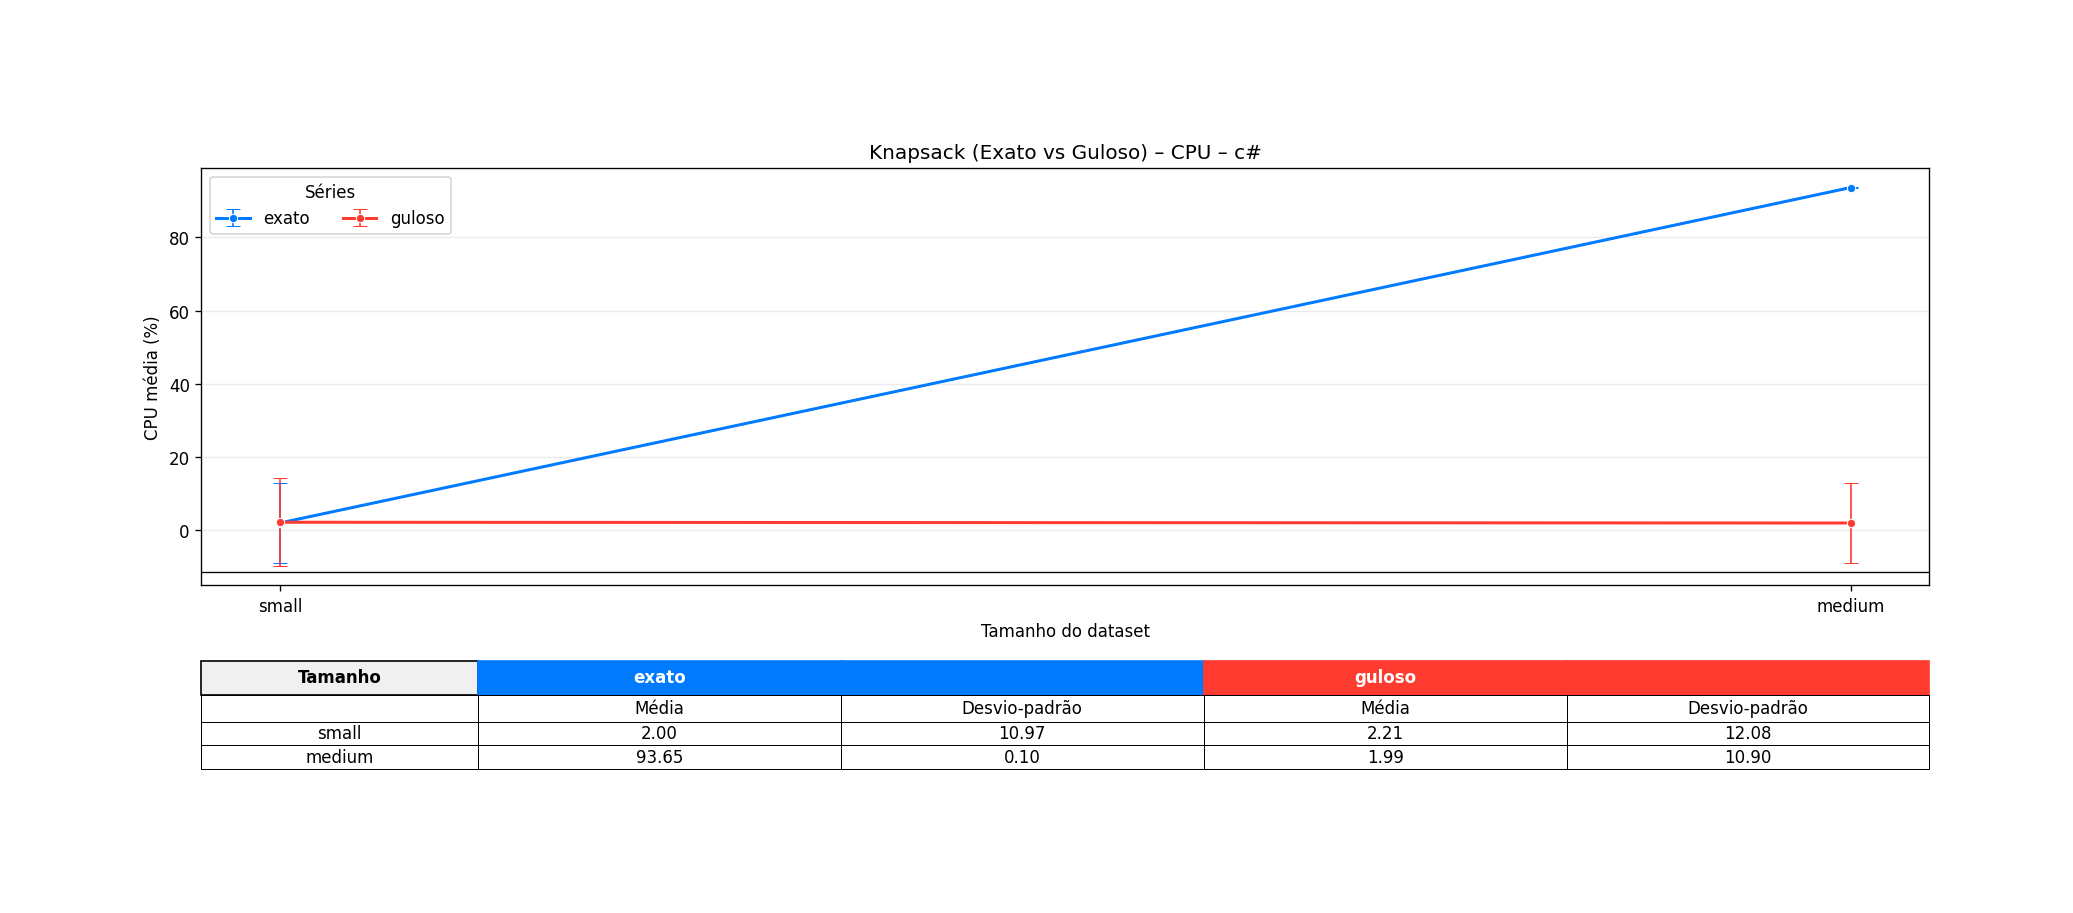 Knapsack (Exato vs Guloso) – CPU – c#
Séries
exato guloso
80
60
40
20
0
CPU média (%)
small medium
Tamanho do dataset
Tamanho exato guloso
Média Desvio-padrão Média Desvio-padrão
small 2.00 10.97 2.21 12.08
medium 93.65 0.10 1.99 10.90